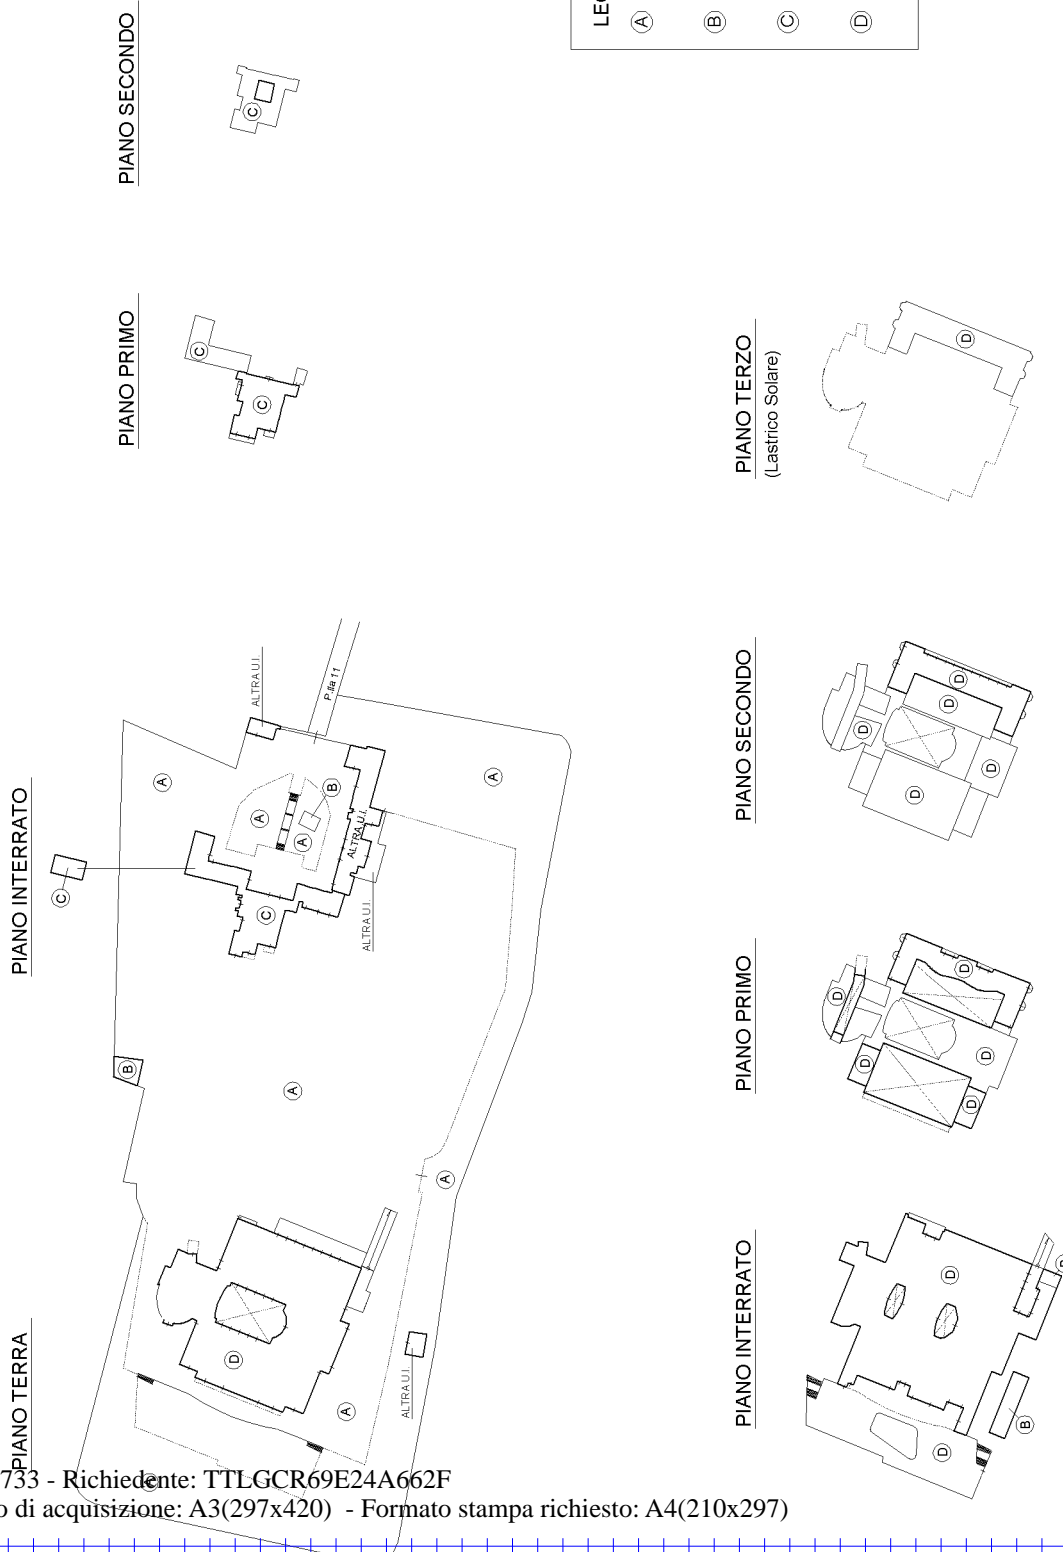 PIANO SECONDO
LEG
A
B
C
D
C
PIANO PRIMO
C
C
PIANO TERZO
(Lastrico Solare)
D
PIANO INTERRATO
C
ALTRA U.I.
P.lla 11
A
A
A
B
ALTRA U.I.
C
ALTRA U.I.
A
B
A
A
PIANO SECONDO
D
D
D
D
D
PIANO PRIMO
D
D
D
D
D
PIANO TERRA
D
A
ALTRA U.I.
PIANO INTERRATO
D
B
D
733 - Richiedente: TTLGCR69E24A662F
o di acquisizione: A3(297x420) - Formato stampa richiesto: A4(210x297)